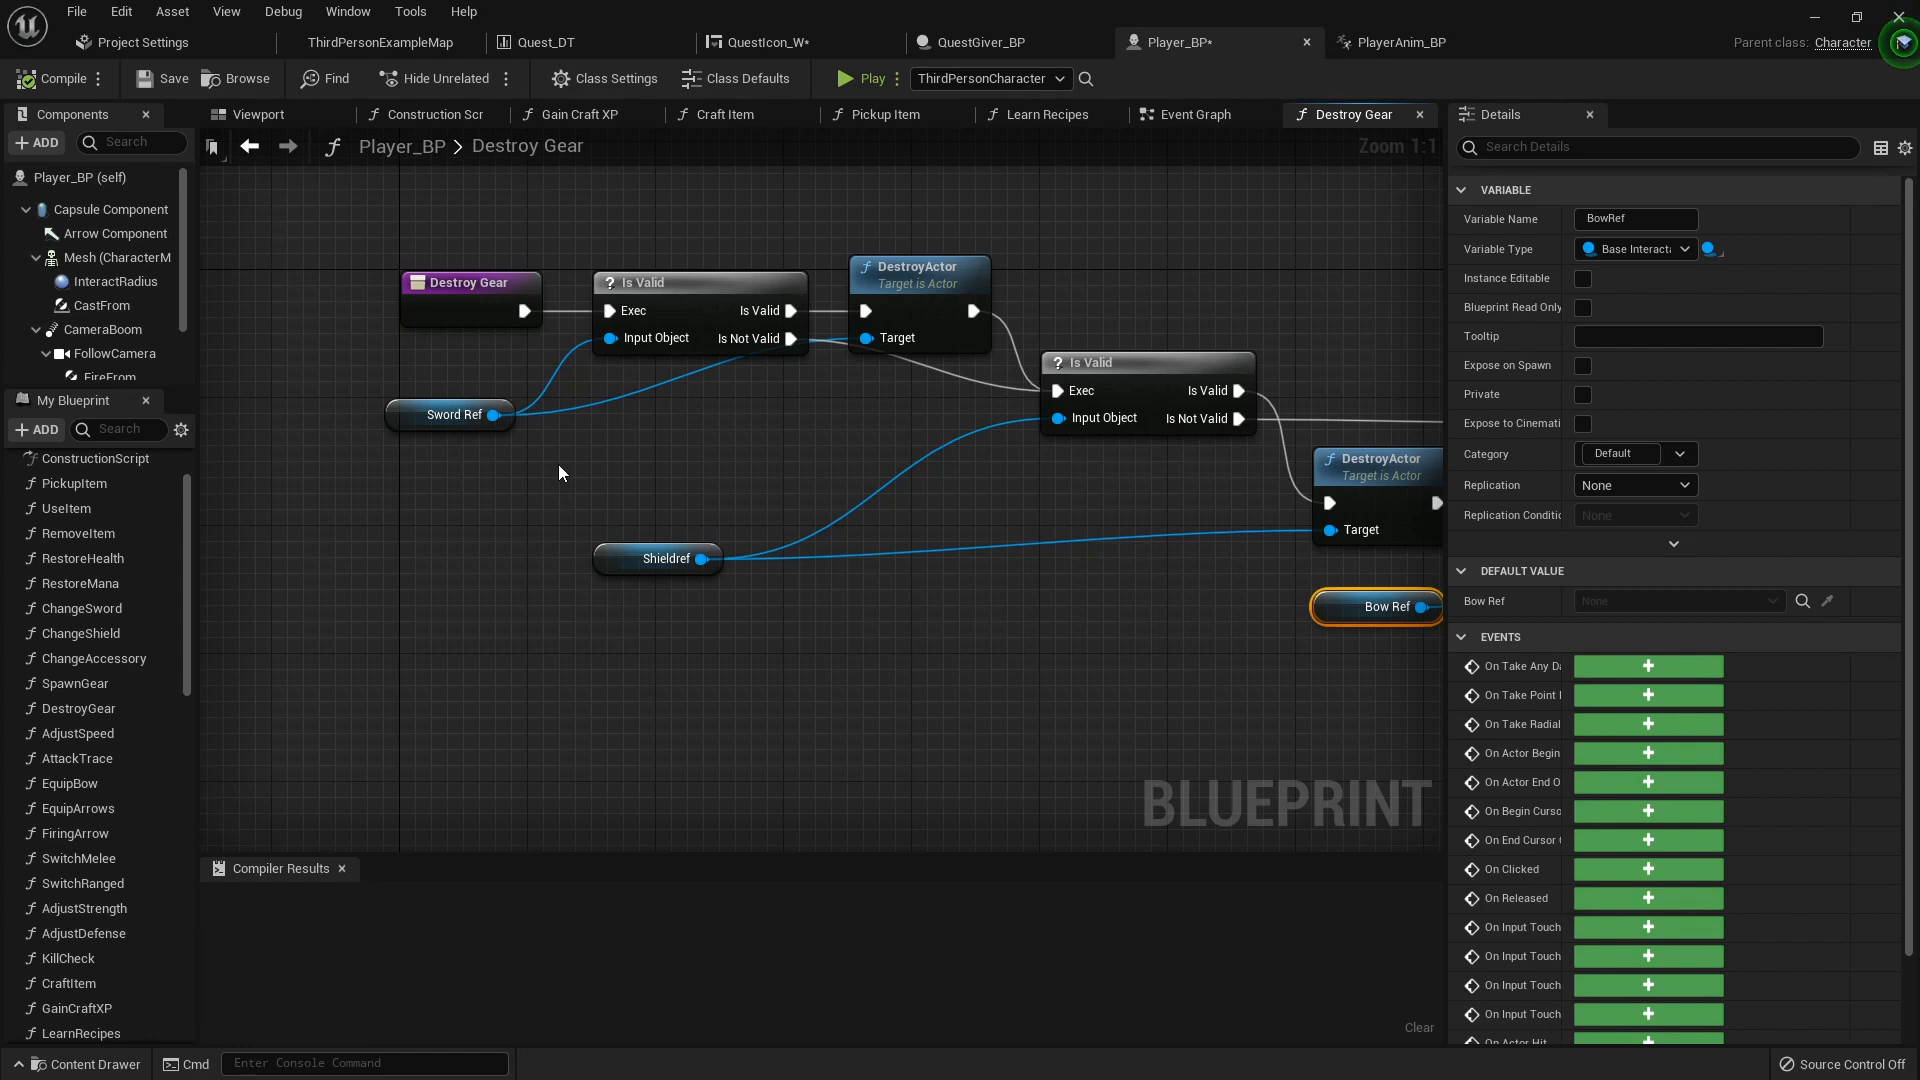 File Edit Asset View Debug Window Tools Help
Project Settings ThirdPersonExampleMap Quest_DT QuestIcon_W* QuestGiver_BP Player_BP* PlayerAnim_BP Parent class: Character
Compile Save Browse Find Hide Unrelated Class Settings Class Defaults Play ThirdPersonCharacter
Components Viewport Construction Scr Gain Craft XP Craft Item Pickup Item Learn Recipes Event Graph Destroy Gear Details
ADD Search Player_BP > Destroy Gear Zoom 1:1 Search Details
Player_BP (self)
Capsule Component
Arrow Component
Mesh (CharacterM
InteractRadius
CastFrom
CameraBoom
FollowCamera
FireFrom
My Blueprint
ADD Search
ConstructionScript
PickupItem
UseItem
RemoveItem
RestoreHealth
RestoreMana
ChangeSword
ChangeShield
ChangeAccessory
SpawnGear
DestroyGear
AdjustSpeed
AttackTrace
EquipBow
EquipArrows
FiringArrow
SwitchMelee
SwitchRanged
AdjustStrength
AdjustDefense
KillCheck
CraftItem
GainCraftXP
LearnRecipes
Destroy Gear
? Is Valid
Exec Is Valid
Input Object Is Not Valid
DestroyActor
Target is Actor
Target
Sword Ref
? Is Valid
Exec Is Valid
Input Object Is Not Valid
DestroyActor
Target is Actor
Target
Shieldref
Bow Ref
BLUEPRINT
Compiler Results
Clear
VARIABLE
Variable Name BowRef
Variable Type Base Interacta
Instance Editable
Blueprint Read Only
Tooltip
Expose on Spawn
Private
Expose to Cinemati
Category Default
Replication None
Replication Conditic None
DEFAULT VALUE
Bow Ref None
EVENTS
On Take Any Da
On Take Point
On Take Radial
On Actor Begin
On Actor End O
On Begin Curso
On End Cursor
On Clicked
On Released
On Input Touch
On Input Touch
On Input Touch
On Input Touch
On Actor Hit
Content Drawer Cmd Enter Console Command Source Control Off